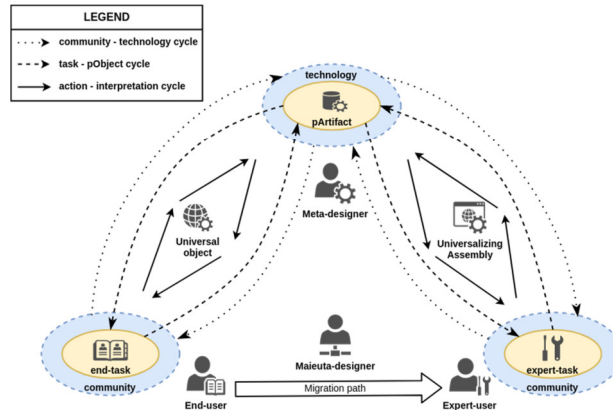 LEGEND
community - technology cycle
task - pObject cycle
action - interpretation cycle
technology
pArtifact
Meta-designer
Universal
object
Universalizing
Assembly
end-task
community
End-user
Maieuta-designer
Migration path
Expert-user
expert-task
community